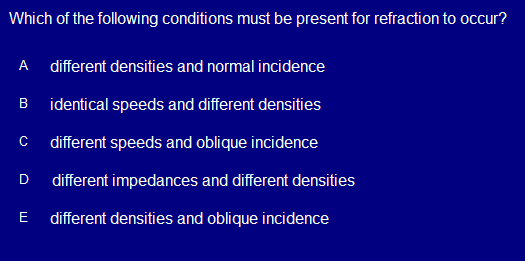 Which of the following conditions must be present for refraction to occur?
A different densities and normal incidence
B identical speeds and different densities
C different speeds and oblique incidence
D different impedances and different densities
E different densities and oblique incidence